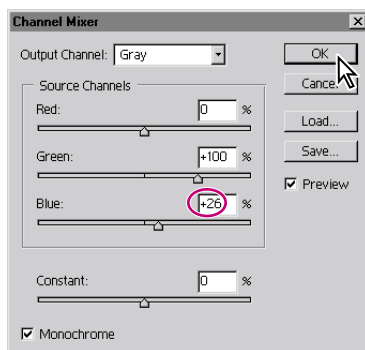 Channel Mixer
Output Channel: Gray
OK
Source Channels
Cance
Red: 0 %
Load...
Green: +100 %
Save...
Preview
Blue: +26 %
Constant: 0 %
Monochrome